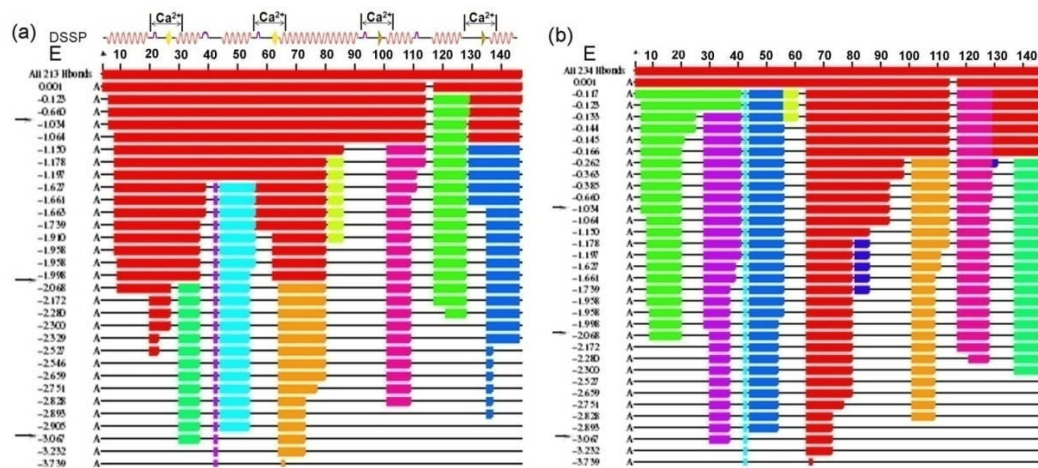 (a)
Ca²⁺ Ca²⁺ Ca²⁺ Ca²⁺
DSSP
E
10 20 30 40 50 60 70 80 90 100 110 120 130 140
All 213 Hbonds
0.001 A
-0.123 A
-0.660 A
-1.034 A
-1.064 A
-1.150 A
-1.178 A
-1.197 A
-1.627 A
-1.661 A
-1.663 A
-1.739 A
-1.910 A
-1.958 A
-1.958 A
-1.998 A
-2.068 A
-2.172 A
-2.280 A
-2.300 A
-2.329 A
-2.527 A
-2.546 A
-2.659 A
-2.751 A
-2.828 A
-2.893 A
-2.905 A
-3.067 A
-3.232 A
-3.739 A
(b)
E
10 20 30 40 50 60 70 80 90 100 110 120 130 140
All 234 Hbonds
0.001 A
-0.117 A
-0.123 A
-0.133 A
-0.144 A
-0.145 A
-0.166 A
-0.262 A
-0.363 A
-0.385 A
-0.660 A
-1.034 A
-1.064 A
-1.150 A
-1.178 A
-1.197 A
-1.627 A
-1.661 A
-1.739 A
-1.958 A
-1.998 A
-2.068 A
-2.172 A
-2.280 A
-2.300 A
-2.527 A
-2.659 A
-2.751 A
-2.828 A
-2.893 A
-3.067 A
-3.232 A
-3.739 A